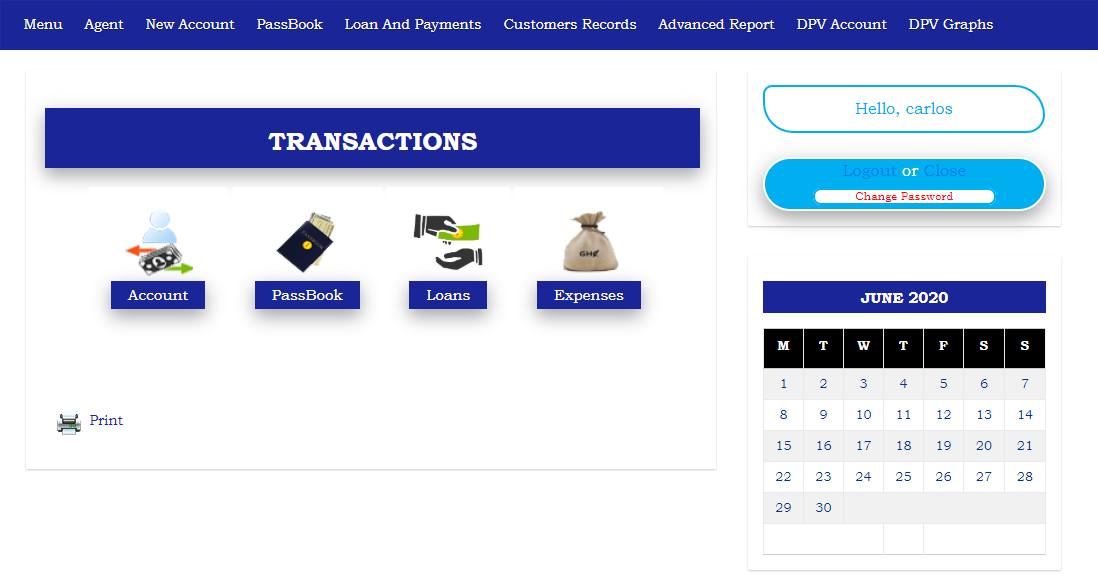 Menu Agent New Account PassBook Loan And Payments Customers Records Advanced Report DPV Account DPV Graphs
TRANSACTIONS
GH₵
Account PassBook Loans Expenses
Print
Hello, carlos
Logout or Close
Change Password
JUNE 2020
M T W T F S S
1 2 3 4 5 6 7
8 9 10 11 12 13 14
15 16 17 18 19 20 21
22 23 24 25 26 27 28
29 30